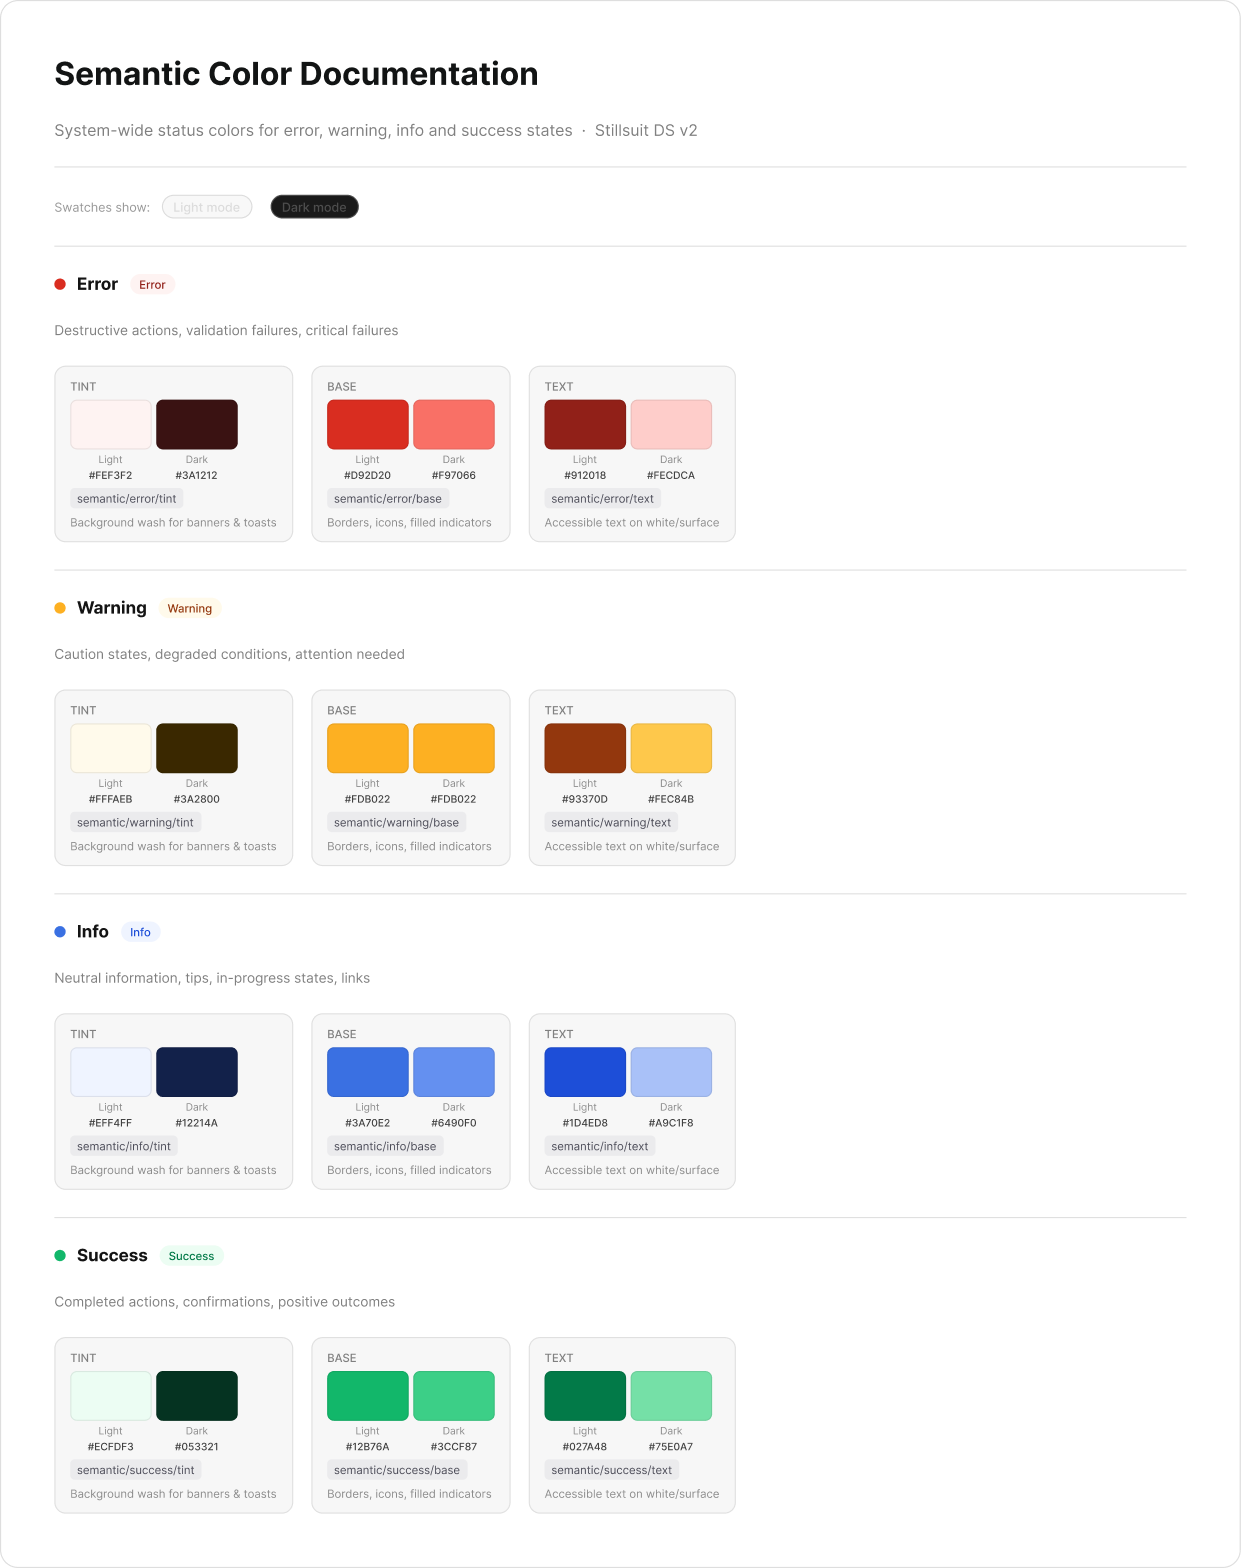 Semantic Color Documentation
System-wide status colors for error, warning, info and success states · Stillsuit DS v2
Swatches show: Light mode Dark mode
Error Error
Destructive actions, validation failures, critical failures
TINT
Light Dark
#FEF3F2 #3A1212
semantic/error/tint
Background wash for banners & toasts
BASE
Light Dark
#D92D20 #F97066
semantic/error/base
Borders, icons, filled indicators
TEXT
Light Dark
#912018 #FECDCA
semantic/error/text
Accessible text on white/surface
Warning Warning
Caution states, degraded conditions, attention needed
TINT
Light Dark
#FFFAEB #3A2800
semantic/warning/tint
Background wash for banners & toasts
BASE
Light Dark
#FDB022 #FDB022
semantic/warning/base
Borders, icons, filled indicators
TEXT
Light Dark
#93370D #FEC84B
semantic/warning/text
Accessible text on white/surface
Info Info
Neutral information, tips, in-progress states, links
TINT
Light Dark
#EFF4FF #12214A
semantic/info/tint
Background wash for banners & toasts
BASE
Light Dark
#3A70E2 #6490F0
semantic/info/base
Borders, icons, filled indicators
TEXT
Light Dark
#1D4ED8 #A9C1F8
semantic/info/text
Accessible text on white/surface
Success Success
Completed actions, confirmations, positive outcomes
TINT
Light Dark
#ECFDF3 #053321
semantic/success/tint
Background wash for banners & toasts
BASE
Light Dark
#12B76A #3CCF87
semantic/success/base
Borders, icons, filled indicators
TEXT
Light Dark
#027A48 #75E0A7
semantic/success/text
Accessible text on white/surface